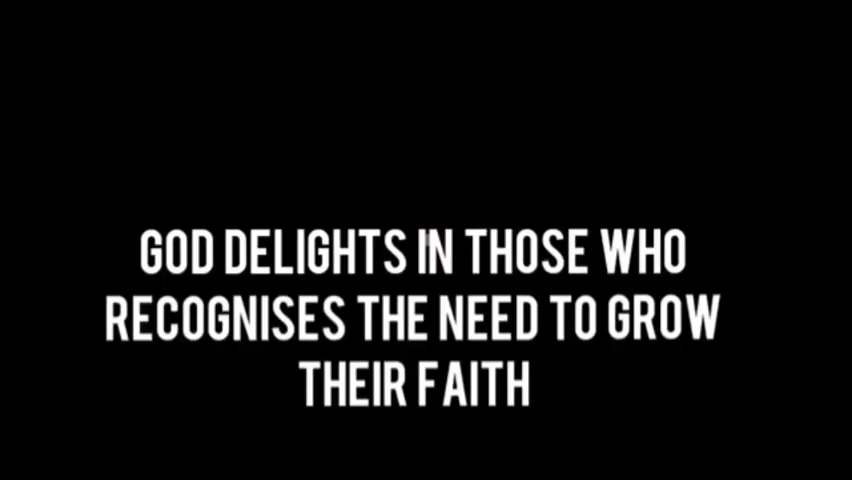 GOD DELIGHTS IN THOSE WHO
RECOGNISES THE NEED TO GROW
THEIR FAITH